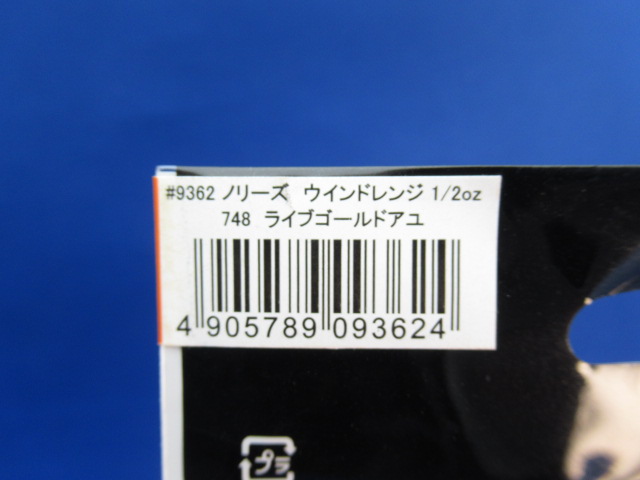 #9362 ノリーズ ウインドレンジ 1/2oz
748 ライブゴールドアユ
4 905789 093624
プラ